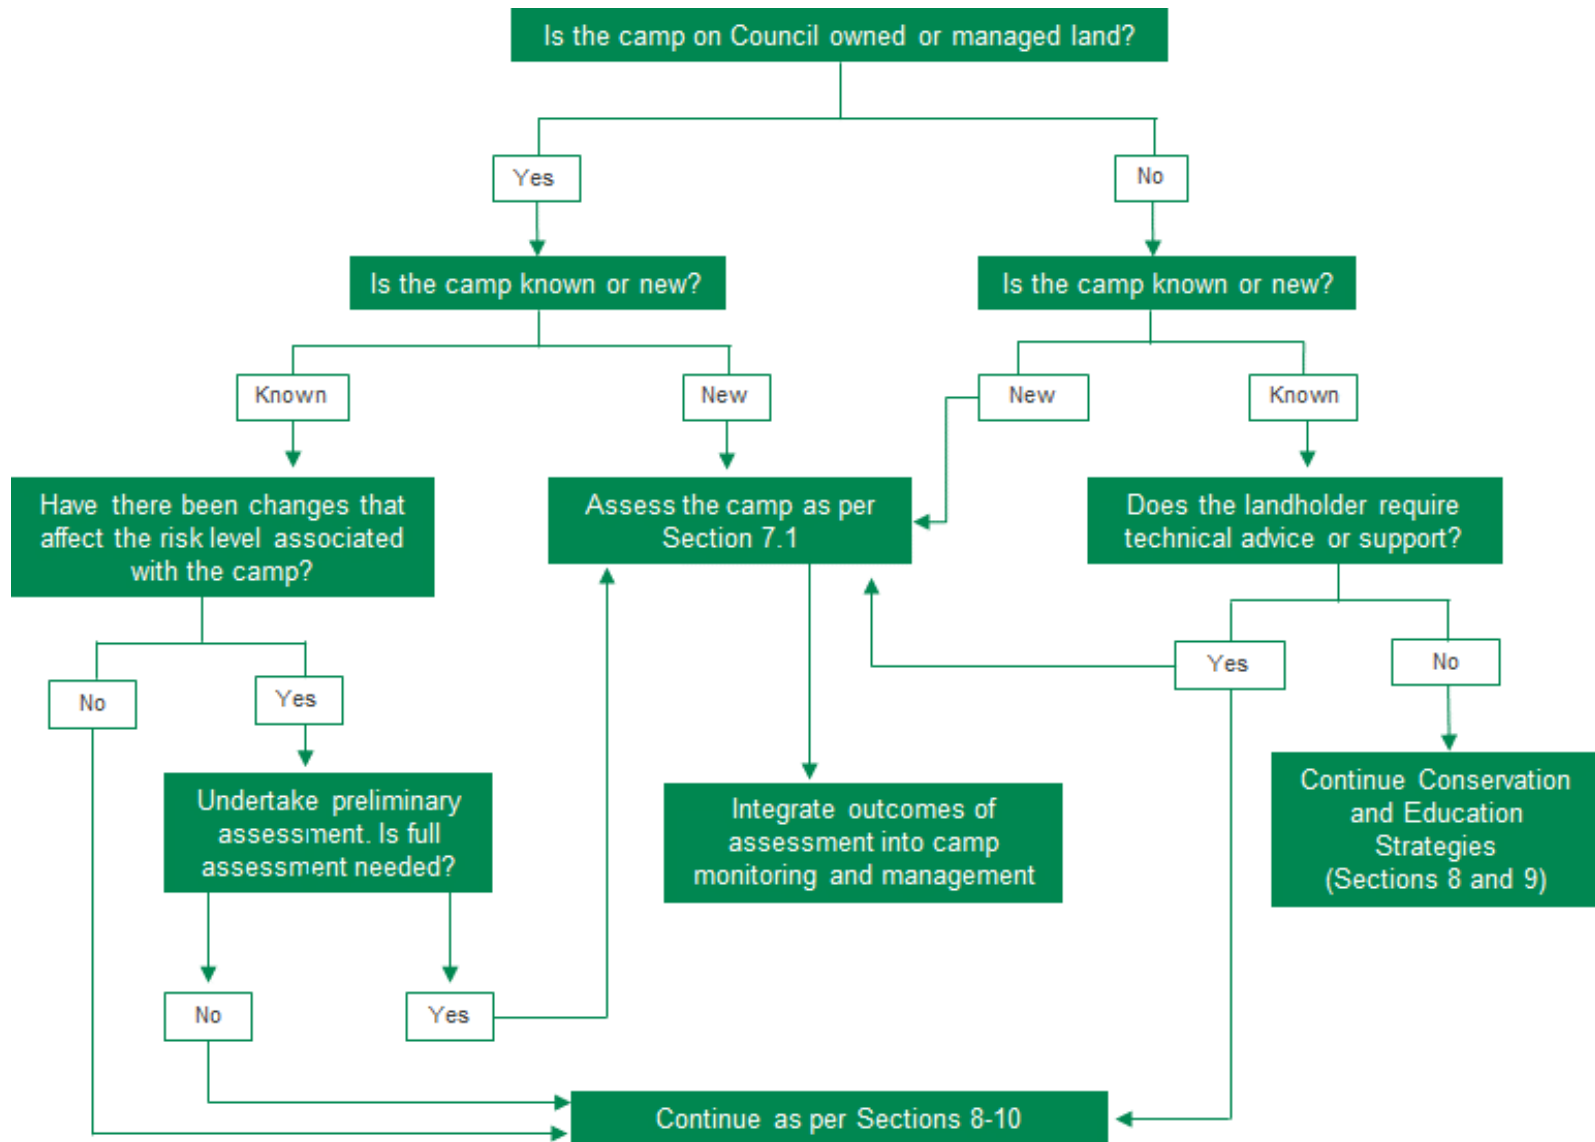 Is the camp on Council owned or managed land?
Yes
No
Is the camp known or new?
Is the camp known or new?
Known
New
New
Known
Have there been changes that
affect the risk level associated
with the camp?
Assess the camp as per
Section 7.1
Does the landholder require
technical advice or support?
No
Yes
Yes
No
Undertake preliminary
assessment. Is full
assessment needed?
Integrate outcomes of
assessment into camp
monitoring and management
Continue Conservation
and Education
Strategies
(Sections 8 and 9)
No
Yes
Continue as per Sections 8-10